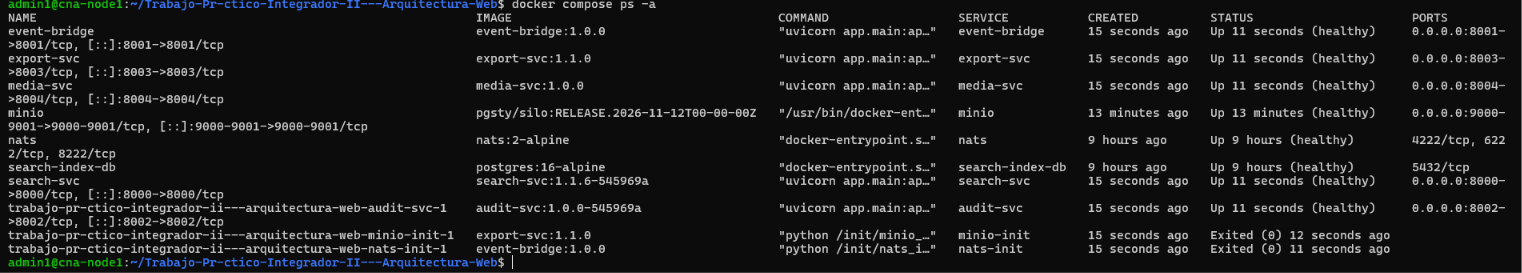 admin1@cna-node1:~/Trabajo-Pr-ctico-Integrador-II---Arquitectura-Web$ docker compose ps -a
NAME IMAGE COMMAND SERVICE CREATED STATUS PORTS
event-bridge event-bridge:1.0.0 "uvicorn app.main:ap…" event-bridge 15 seconds ago Up 11 seconds (healthy) 0.0.0.0:8001-
>8001/tcp, [::]:8001->8001/tcp
export-svc export-svc:1.1.0 "uvicorn app.main:ap…" export-svc 15 seconds ago Up 11 seconds (healthy) 0.0.0.0:8003-
>8003/tcp, [::]:8003->8003/tcp
media-svc media-svc:1.0.0 "uvicorn app.main:ap…" media-svc 15 seconds ago Up 11 seconds (healthy) 0.0.0.0:8004-
>8004/tcp, [::]:8004->8004/tcp
minio pgsty/silo:RELEASE.2026-11-12T00-00-00Z "/usr/bin/docker-ent…" minio 13 minutes ago Up 13 minutes (healthy) 0.0.0.0:9000-
9001->9000-9001/tcp, [::]:9000-9001->9000-9001/tcp
nats nats:2-alpine "docker-entrypoint.s…" nats 9 hours ago Up 9 hours (healthy) 4222/tcp, 622
2/tcp, 8222/tcp
search-index-db postgres:16-alpine "docker-entrypoint.s…" search-index-db 9 hours ago Up 9 hours (healthy) 5432/tcp
search-svc search-svc:1.1.6-545969a "uvicorn app.main:ap…" search-svc 15 seconds ago Up 11 seconds (healthy) 0.0.0.0:8000-
>8000/tcp, [::]:8000->8000/tcp
trabajo-pr-ctico-integrador-ii---arquitectura-web-audit-svc-1 audit-svc:1.0.0-545969a "uvicorn app.main:ap…" audit-svc 15 seconds ago Up 11 seconds (healthy) 0.0.0.0:8002-
>8002/tcp, [::]:8002->8002/tcp
trabajo-pr-ctico-integrador-ii---arquitectura-web-minio-init-1 export-svc:1.1.0 "python /init/minio_…" minio-init 15 seconds ago Exited (0) 12 seconds ago
trabajo-pr-ctico-integrador-ii---arquitectura-web-nats-init-1 event-bridge:1.0.0 "python /init/nats_i…" nats-init 15 seconds ago Exited (0) 11 seconds ago
admin1@cna-node1:~/Trabajo-Pr-ctico-Integrador-II---Arquitectura-Web$